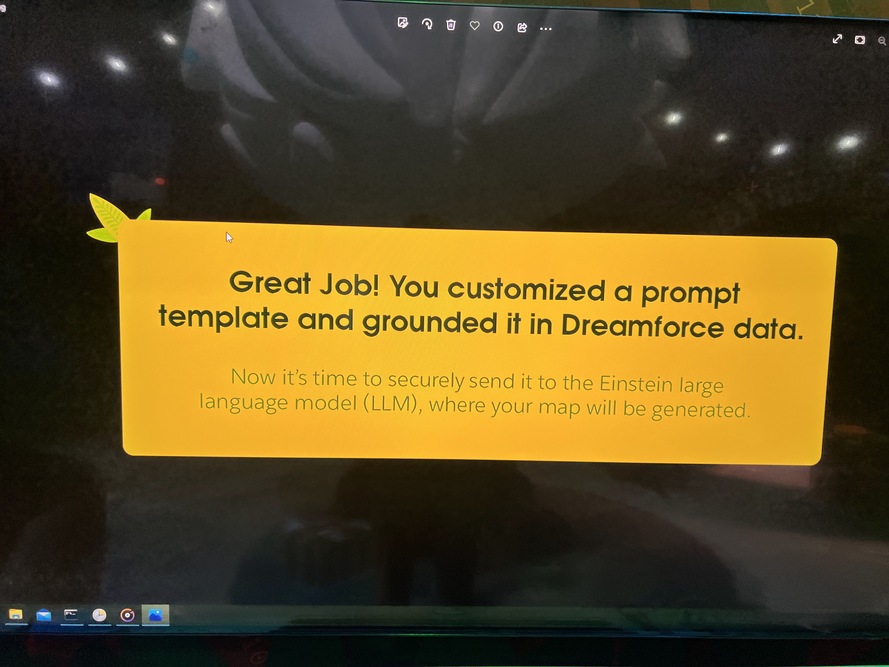 Great Job! You customized a prompt
template and grounded it in Dreamforce data.
Now it's time to securely send it to the Einstein large
language model (LLM), where your map will be generated.